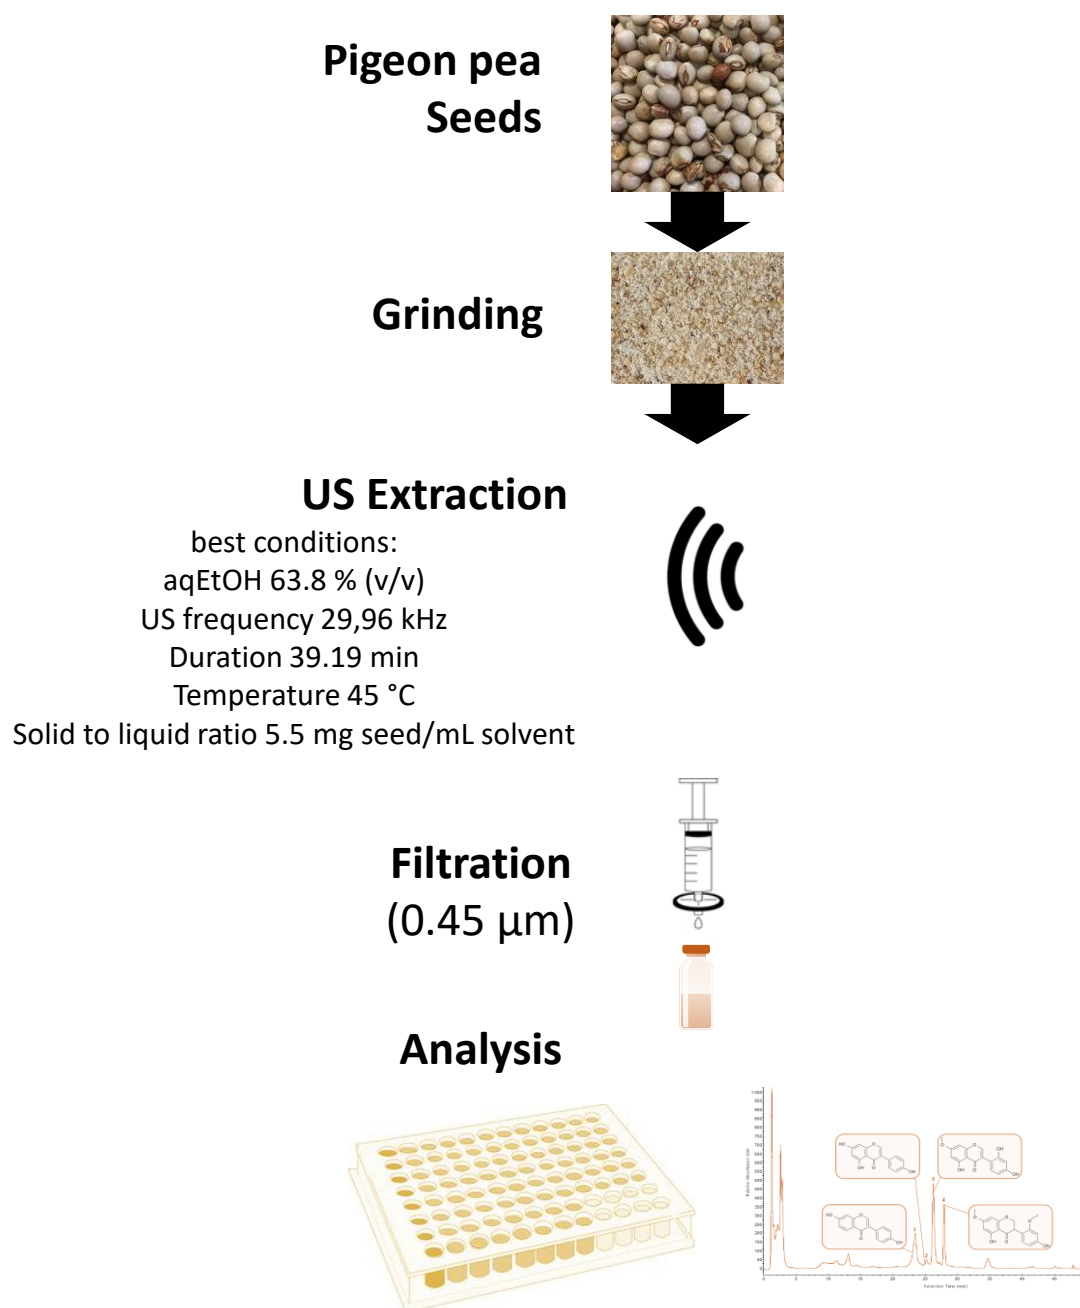 Pigeon pea
Seeds
Grinding
US Extraction
best conditions:
aqEtOH 63.8 % (v/v)
US frequency 29,96 kHz
Duration 39.19 min
Temperature 45 °C
Solid to liquid ratio 5.5 mg seed/mL solvent
Filtration
(0.45 µm)
Analysis